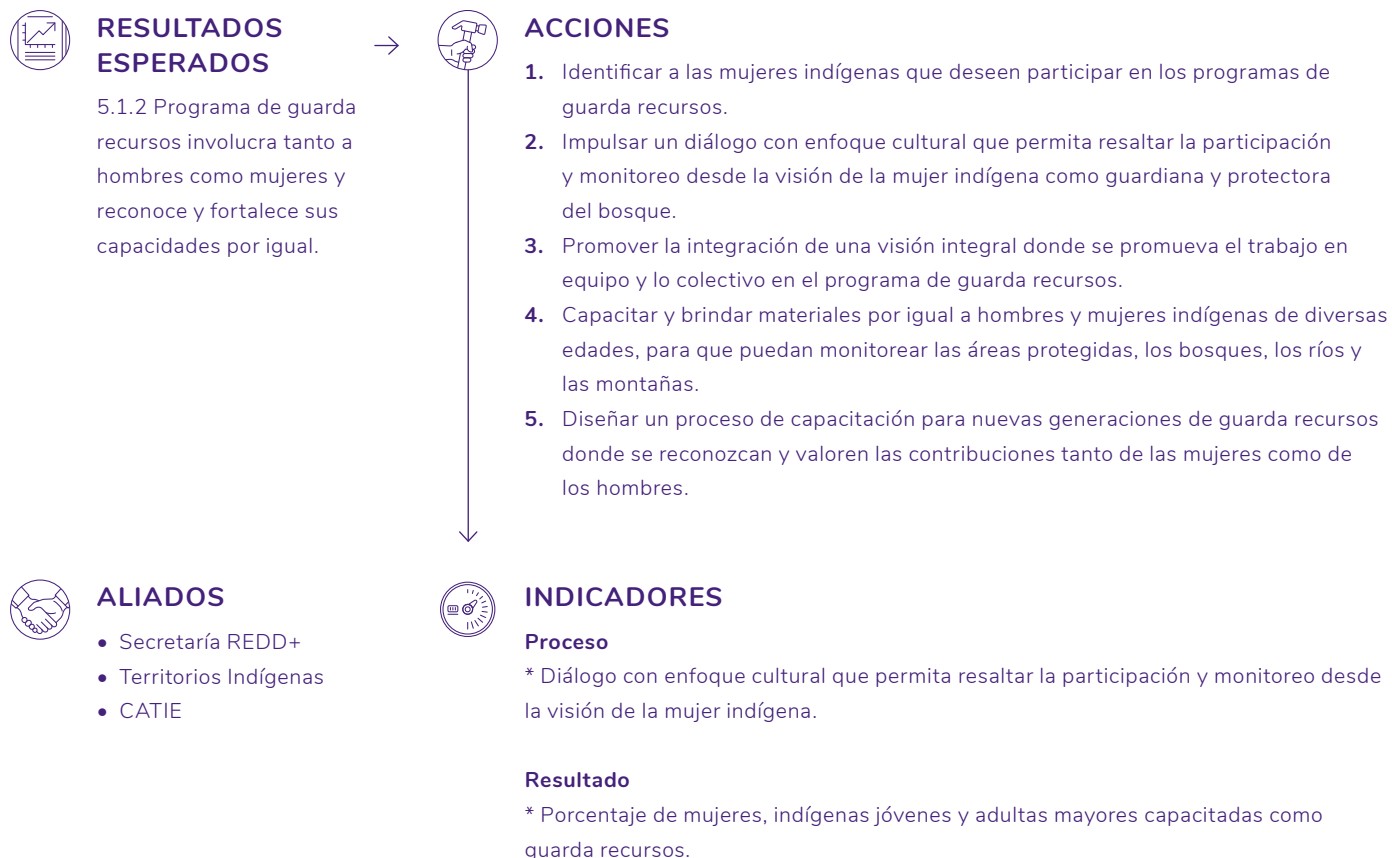 RESULTADOS
ESPERADOS
5.1.2 Programa de guarda
recursos involucra tanto a
hombres como mujeres y
reconoce y fortalece sus
capacidades por igual.
ACCIONES
1. Identificar a las mujeres indígenas que deseen participar en los programas de
guarda recursos.
2. Impulsar un diálogo con enfoque cultural que permita resaltar la participación
y monitoreo desde la visión de la mujer indígena como guardiana y protectora
del bosque.
3. Promover la integración de una visión integral donde se promueva el trabajo en
equipo y lo colectivo en el programa de guarda recursos.
4. Capacitar y brindar materiales por igual a hombres y mujeres indígenas de diversas
edades, para que puedan monitorear las áreas protegidas, los bosques, los ríos y
las montañas.
5. Diseñar un proceso de capacitación para nuevas generaciones de guarda recursos
donde se reconozcan y valoren las contribuciones tanto de las mujeres como de
los hombres.
ALIADOS
• Secretaría REDD+
• Territorios Indígenas
• CATIE
INDICADORES
Proceso
* Diálogo con enfoque cultural que permita resaltar la participación y monitoreo desde
la visión de la mujer indígena.
Resultado
* Porcentaje de mujeres, indígenas jóvenes y adultas mayores capacitadas como
guarda recursos.